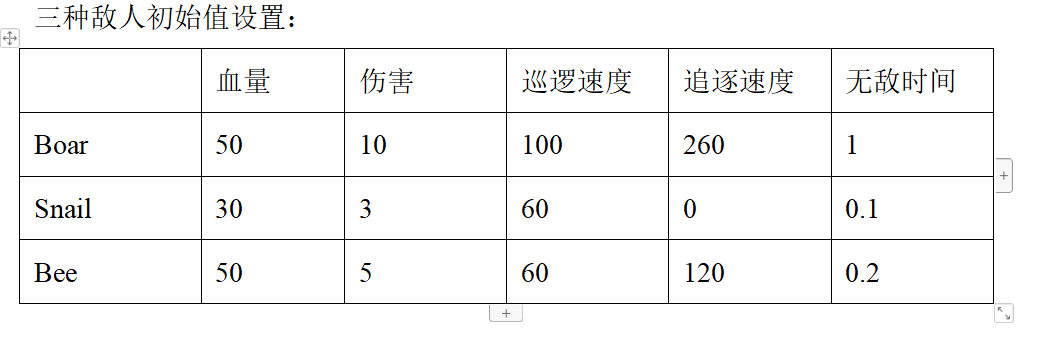 三种敌人初始值设置：
血量 伤害 巡逻速度 追逐速度 无敌时间
Boar 50 10 100 260 1
Snail 30 3 60 0 0.1
Bee 50 5 60 120 0.2